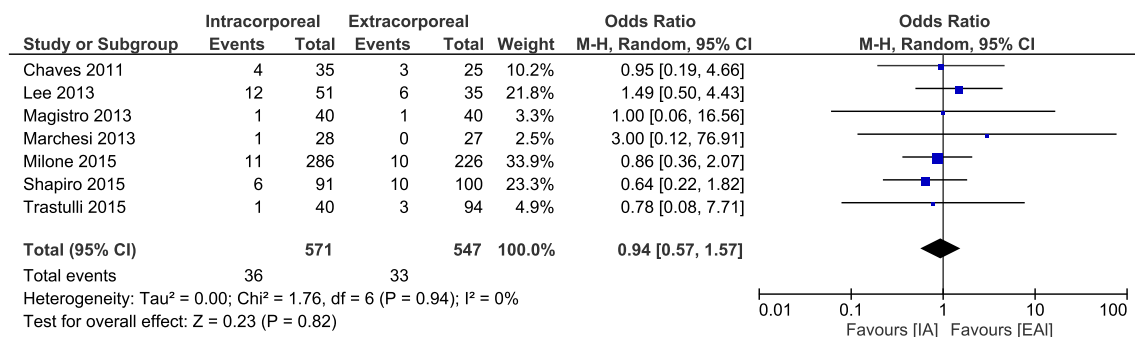 Intracorporeal Extracorporeal Odds Ratio Odds Ratio
Study or Subgroup Events Total Events Total Weight M-H, Random, 95% CI M-H, Random, 95% CI
Chaves 2011 4 35 3 25 10.2% 0.95 [0.19, 4.66]
Lee 2013 12 51 6 35 21.8% 1.49 [0.50, 4.43]
Magistro 2013 1 40 1 40 3.3% 1.00 [0.06, 16.56]
Marchesi 2013 1 28 0 27 2.5% 3.00 [0.12, 76.91]
Milone 2015 11 286 10 226 33.9% 0.86 [0.36, 2.07]
Shapiro 2015 6 91 10 100 23.3% 0.64 [0.22, 1.82]
Trastulli 2015 1 40 3 94 4.9% 0.78 [0.08, 7.71]
Total (95% CI) 571 547 100.0% 0.94 [0.57, 1.57]
Total events 36 33
Heterogeneity: Tau² = 0.00; Chi² = 1.76, df = 6 (P = 0.94); I² = 0%
Test for overall effect: Z = 0.23 (P = 0.82)
0.01 0.1 1 10 100
Favours [IA] Favours [EAI]